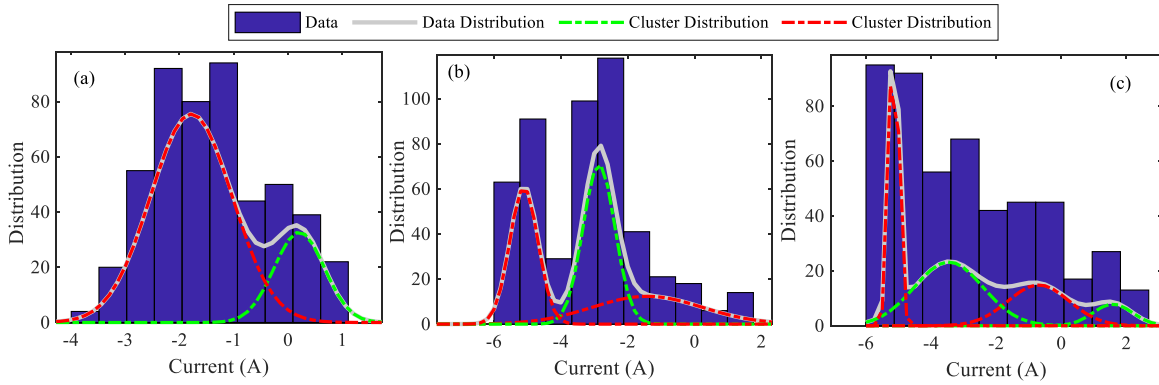 Data Data Distribution Cluster Distribution Cluster Distribution
(a)
Distribution
80
60
40
20
0
-4 -3 -2 -1 0 1
Current (A)
(b)
Distribution
100
80
60
40
20
0
-6 -4 -2 0 2
Current (A)
(c)
Distribution
80
60
40
20
0
-6 -4 -2 0 2
Current (A)